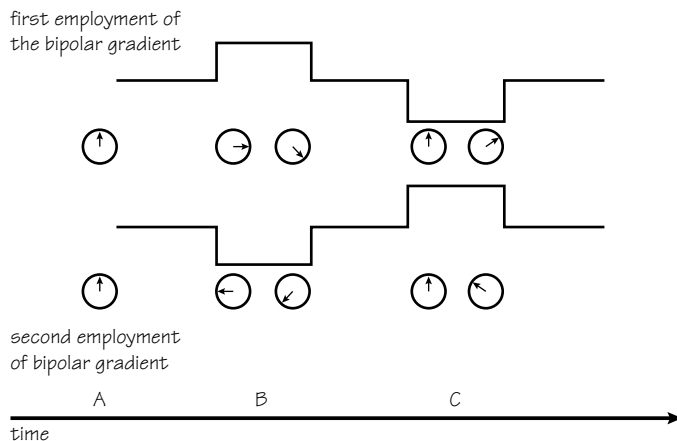 first employment of
the bipolar gradient
second employment
of bipolar gradient
A B C
time